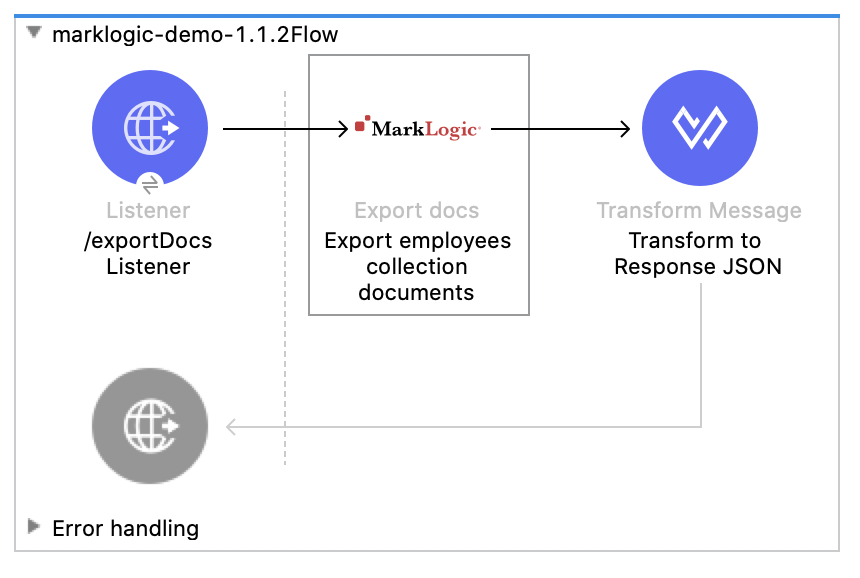 marklogic-demo-1.1.2Flow
MarkLogic
Listener
/exportDocs
Listener
Export docs
Export employees
collection
documents
Transform Message
Transform to
Response JSON
Error handling